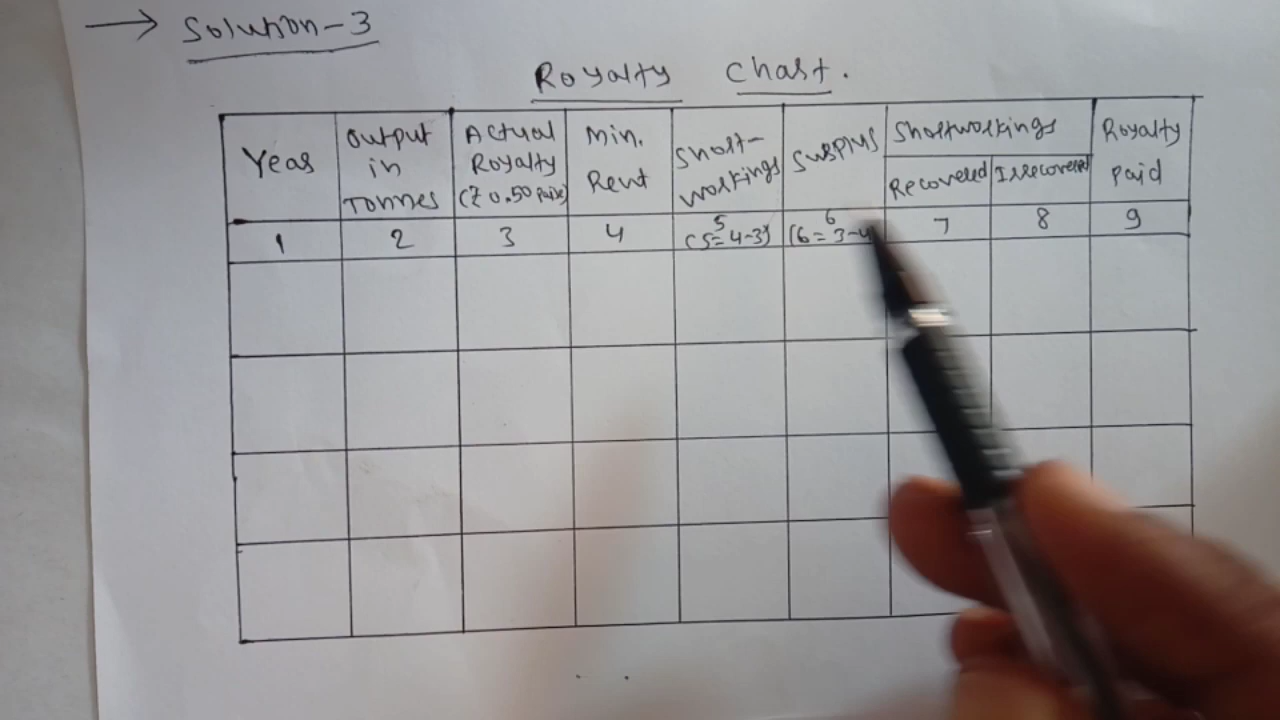 → Solution-3
Royalty Chart.
Year
Output
in
Tonnes
Actual
Royalty
(₹ 0.50 Paise)
Min.
Rent
Short-
workings
Surplus
Shortworkings
Recovered
Irrecovered
Royalty
Paid
1
2
3
4
5
(5=4-3)
6
(6=3-4
7
8
9